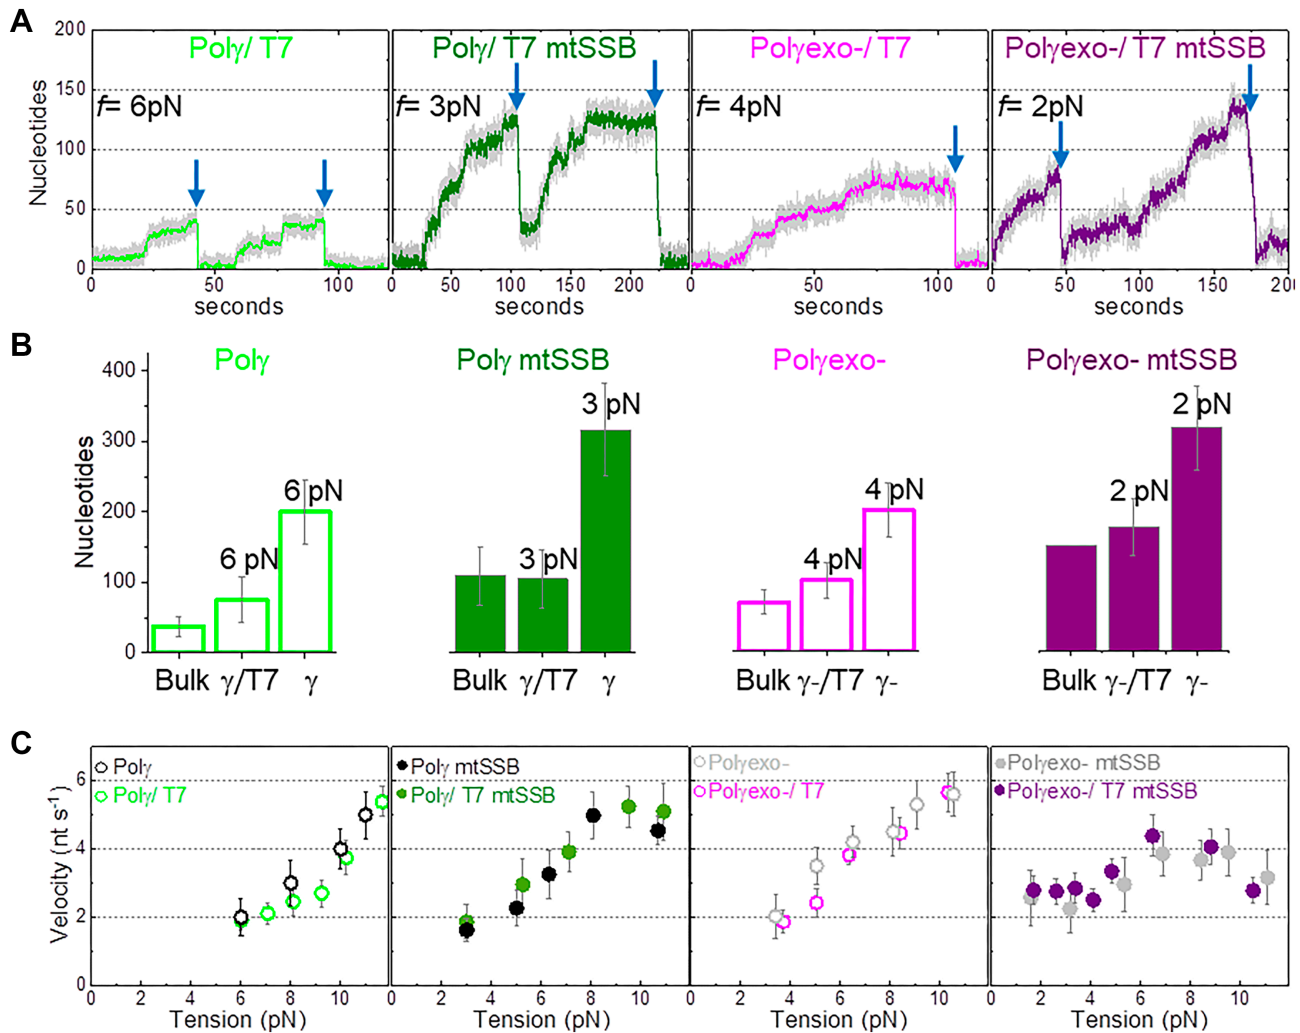 A
Polγ/ T7
Polγ/ T7 mtSSB
Polγexo-/ T7
Polγexo-/ T7 mtSSB
f= 6pN
f= 3pN
f= 4pN
f= 2pN
Nucleotides
200
150
100
50
0
0 50 100
0 50 100 150 200
0 50 100
0 50 100 150 200
seconds
seconds
seconds
seconds
B
Polγ
Polγ mtSSB
Polγexo-
Polγexo- mtSSB
Nucleotides
400
300
200
100
0
6 pN
6 pN
3 pN
3 pN
4 pN
4 pN
2 pN
2 pN
Bulk γ/T7 γ
Bulk γ/T7 γ
Bulk γ-/T7 γ-
Bulk γ-/T7 γ-
C
Polγ
Polγ/ T7
Polγ mtSSB
Polγ/ T7 mtSSB
Polγexo-
Polγexo-/ T7
Polγexo- mtSSB
Polγexo-/ T7 mtSSB
Velocity (nt s-1)
6
4
2
0
0 2 4 6 8 10
0 2 4 6 8 10
0 2 4 6 8 10
0 2 4 6 8 10
Tension (pN)
Tension (pN)
Tension (pN)
Tension (pN)